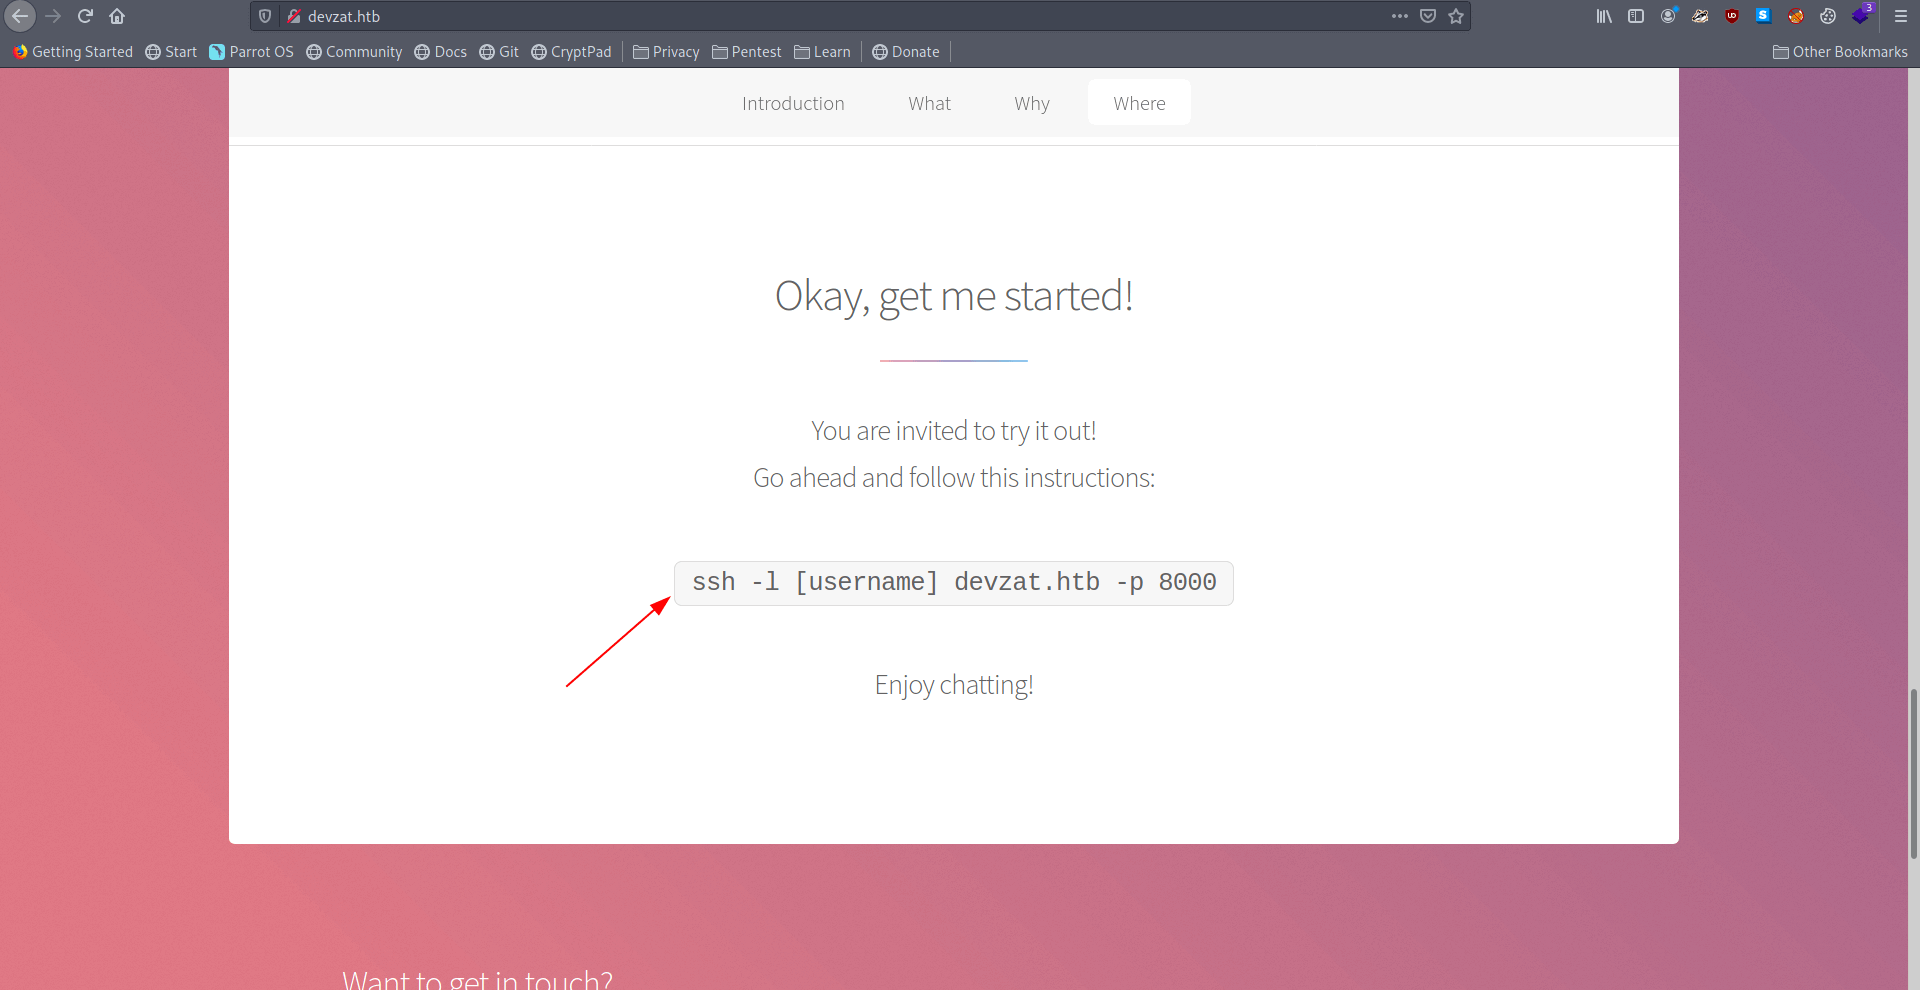 devzat.htb
3
Getting Started Start Parrot OS Community Docs Git CryptPad Privacy Pentest Learn Donate Other Bookmarks
Introduction What Why Where
Okay, get me started!
You are invited to try it out!
Go ahead and follow this instructions:
ssh -l [username] devzat.htb -p 8000
Enjoy chatting!
Want to get in touch?